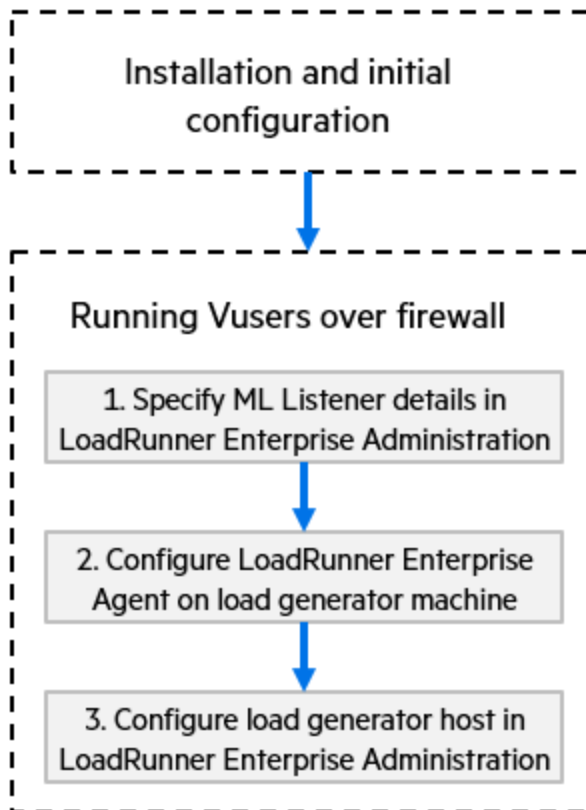 Installation and initial
configuration
Running Vusers over firewall
1. Specify ML Listener details in
LoadRunner Enterprise Administration
2. Configure LoadRunner Enterprise
Agent on load generator machine
3. Configure load generator host in
LoadRunner Enterprise Administration